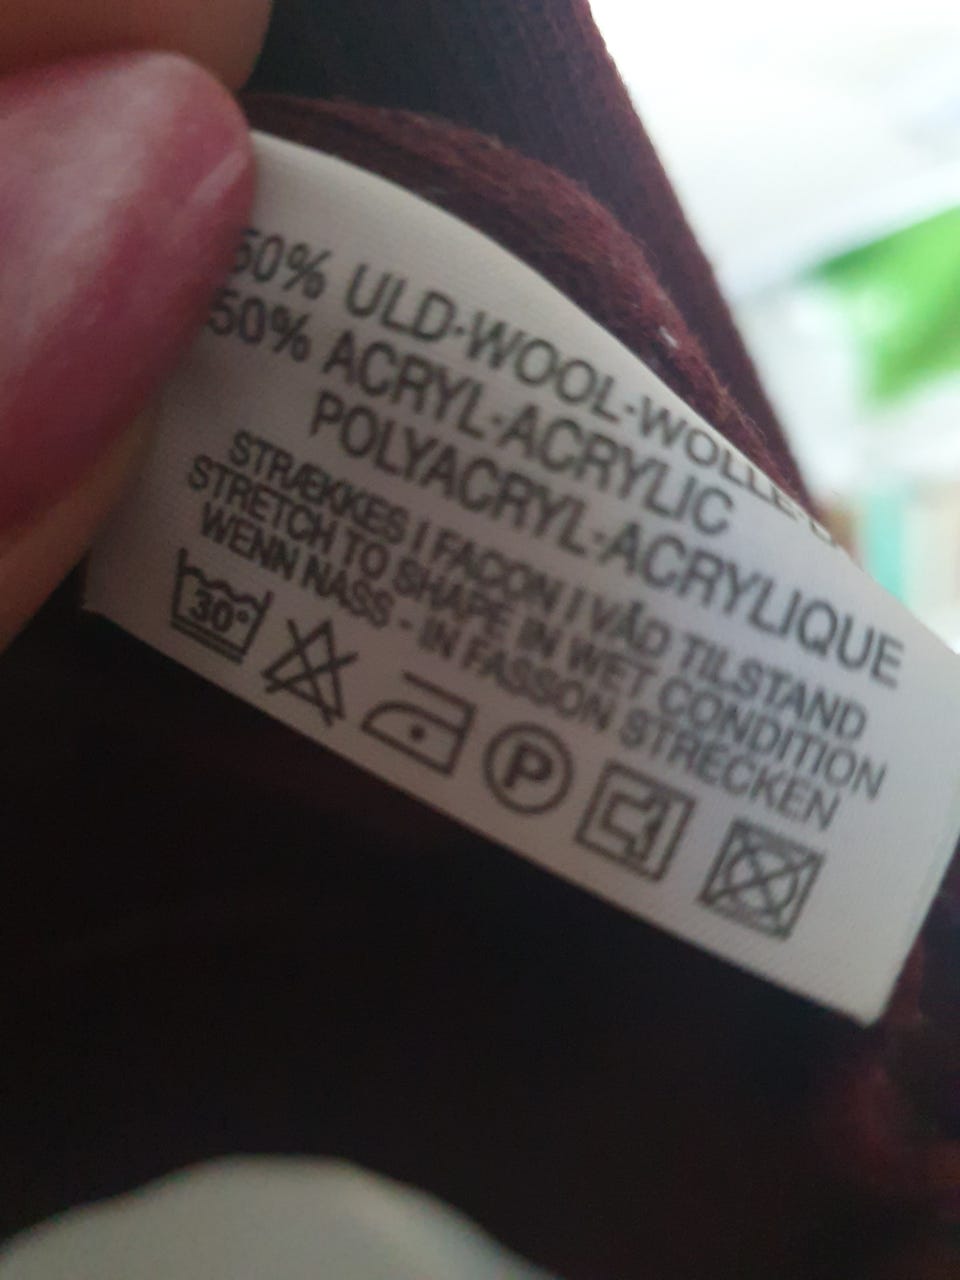 50% ULD-WOOL-WOLLE-
50% ACRYL-ACRYLIC
POLYACRYL-ACRYLIQUE
STRÆKKES I FACON I VÅD TILSTAND
STRETCH TO SHAPE IN WET CONDITION
WENN NASS - IN FASSON STRECKEN
30°
P